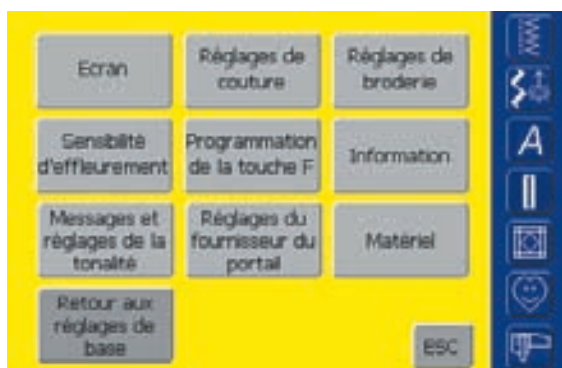 Ecran
Réglages de
couture
Réglages de
broderie
Sensibilité
d'effleurement
Programmation
de la touche F
Information
Messages et
réglages de la
tonalité
Réglages du
fournisseur du
portail
Matériel
Retour aux
réglages de
base
ESC
A